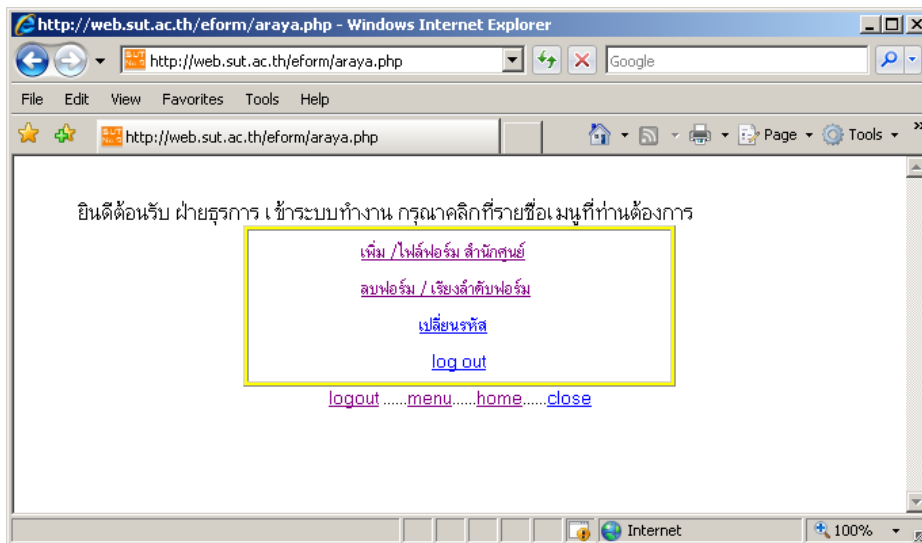 http://web.sut.ac.th/eform/araya.php - Windows Internet Explorer
http://web.sut.ac.th/eform/araya.php Google
File Edit View Favorites Tools Help
http://web.sut.ac.th/eform/araya.php Page Tools »
ยินดีต้อนรับ ฝ่ายธุรการ เข้าระบบทำงาน กรุณาคลิกที่รายชื่อเมนูที่ท่านต้องการ
เพิ่ม /ไฟล์ฟอร์ม สำนักศูนย์
ลบฟอร์ม / เรียงลำดับฟอร์ม
เปลี่ยนรหัส
log out
logout ......menu......home......close
Internet 100%